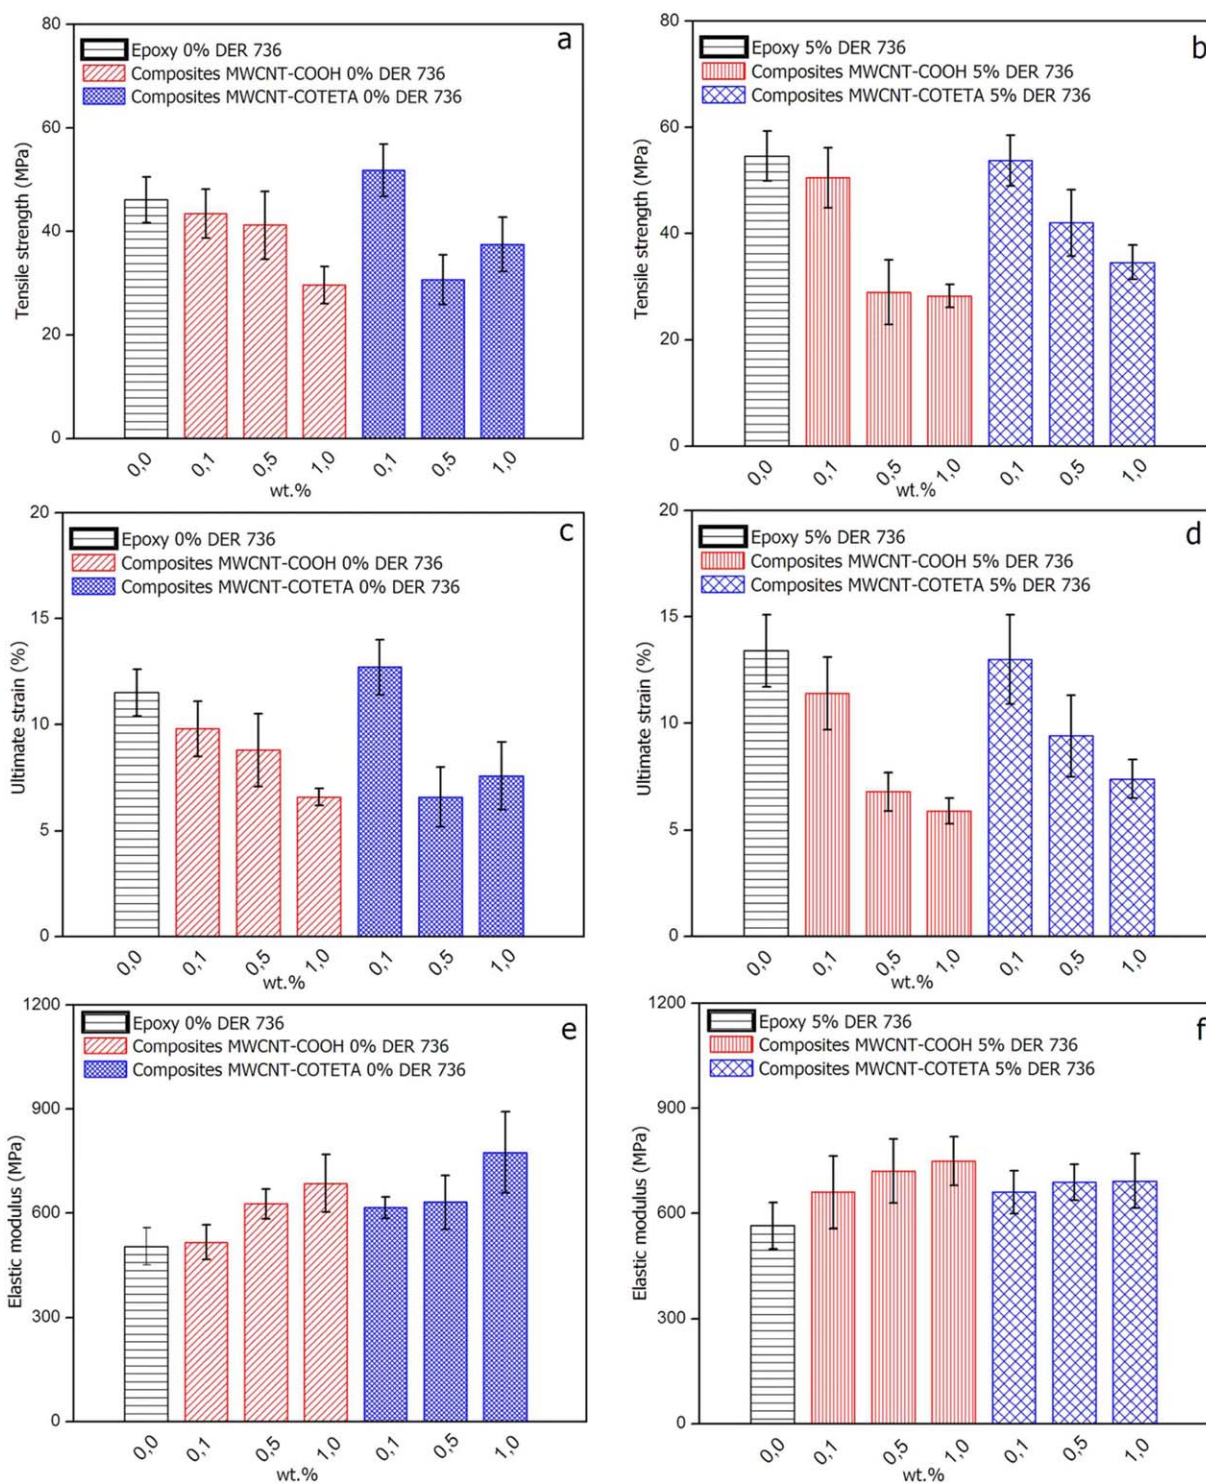 a
Epoxy 0% DER 736
Composites MWCNT-COOH 0% DER 736
Composites MWCNT-COTETA 0% DER 736
Tensile strength (MPa)
80
60
40
20
0
0,0 0,1 0,5 1,0 0,1 0,5 1,0
wt.%
b
Epoxy 5% DER 736
Composites MWCNT-COOH 5% DER 736
Composites MWCNT-COTETA 5% DER 736
Tensile strength (MPa)
80
60
40
20
0
0,0 0,1 0,5 1,0 0,1 0,5 1,0
wt.%
c
Epoxy 0% DER 736
Composites MWCNT-COOH 0% DER 736
Composites MWCNT-COTETA 0% DER 736
Ultimate strain (%)
20
15
10
5
0
0,0 0,1 0,5 1,0 0,1 0,5 1,0
wt.%
d
Epoxy 5% DER 736
Composites MWCNT-COOH 5% DER 736
Composites MWCNT-COTETA 5% DER 736
Ultimate strain (%)
20
15
10
5
0
0,0 0,1 0,5 1,0 0,1 0,5 1,0
wt.%
e
Epoxy 0% DER 736
Composites MWCNT-COOH 0% DER 736
Composites MWCNT-COTETA 0% DER 736
Elastic modulus (MPa)
1200
900
600
300
0
0,0 0,1 0,5 1,0 0,1 0,5 1,0
wt.%
f
Epoxy 5% DER 736
Composites MWCNT-COOH 5% DER 736
Composites MWCNT-COTETA 5% DER 736
Elastic modulus (MPa)
1200
900
600
300
0
0,0 0,1 0,5 1,0 0,1 0,5 1,0
wt.%